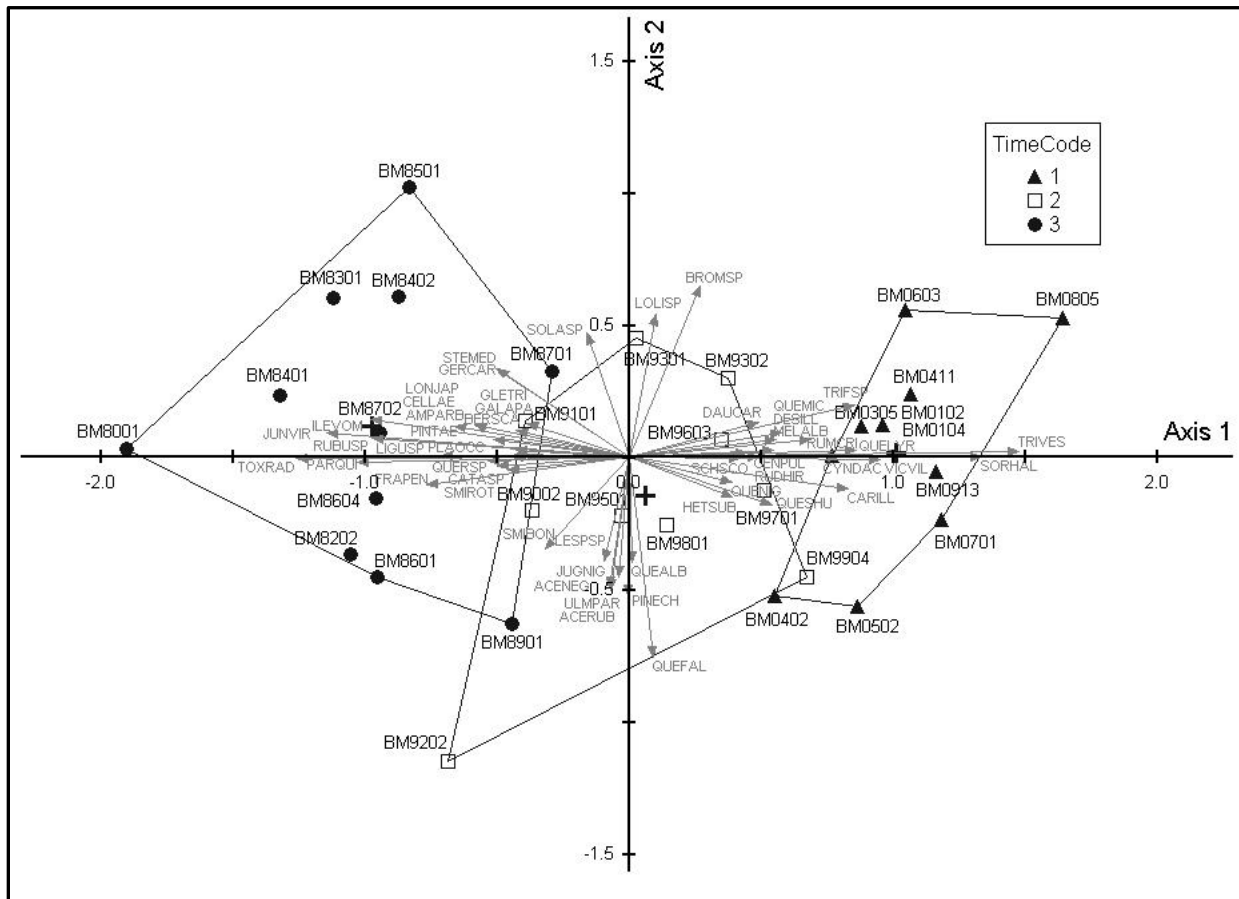 Axis 2
1.5
TimeCode
1
2
3
BM8501
BM8301
BM8402
BROMSP
LOLISP
BM0603
BM0805
0.5
SOLASP
BM8701
BM9301
BM9302
STEMED
GERCAR
BM8401
LONJAP
CELLAE
AMPARB
GLETRI
GALAPA
BM9101
TRIFSP
BM0411
QUEMIC
DESILL
DAUCAR
BM0305
BM0102
BM8702
BM9603
MELALB
BM0104
ILEVOM
JUNVIR
PINTAE
RUMCRI
QUELYR
TRIVES
Axis 1
BM8001
RUBUSP
LIGUSP
TOXRAD
PARQUI
QUERSP
SCHSCO
CENPUL
CYNDAC
VICVIL
SORHAL
FRAPEN
CATASP
RUDHIR
-2.0
-1.0
0.0
1.0
2.0
SMIROT
QUENIG
CARILL
BM0913
BM8604
BM9002
BM9501
HETSUB
QUESHU
BM9701
BM0701
SMIBON
LESPSP
BM9801
BM8202
BM8601
BM9904
JUGNIG
QUEALB
ACENEG
-0.5
ULMPAR
PINECH
ACERUB
BM0402
BM0502
BM8901
QUEFAL
BM9202
-1.5